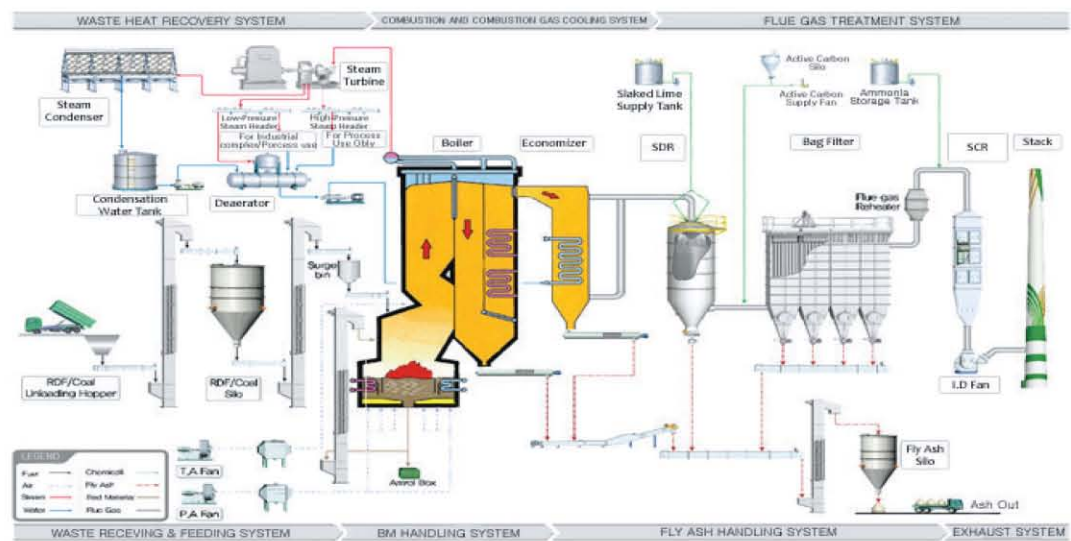 WASTE HEAT RECOVERY SYSTEM
COMBUSTION AND COMBUSTION GAS COOLING SYSTEM
FLUE GAS TREATMENT SYSTEM
Steam
Condenser
Steam
Turbine
Low-Pressure
Steam Header
High-Pressure
Steam Header
For Industrial
complex/Porcess use
For Process
Use Obly
Condensation
Water Tank
Deaerator
Boiler
Economizer
Slaked Lime
Supply Tank
SDR
Active Carbon
Silo
Active Carbon
Supply Fan
Ammonia
Storage Tank
Bag Filter
SCR
Stack
Flue-gas
Reheater
Surge
bin
RDF/Coal
Unloading Hopper
RDF/Coal
Silo
I.D Fan
LEGEND
Fuel
Air
Steam
Water
Chemicall
Fly Ash
Bed Material
Flue Gas
T,A Fan
P,A Fan
Box
Fly Ash
Silo
Ash Out
WASTE RECEVING & FEEDING SYSTEM
BM HANDLING SYSTEM
FLY ASH HANDLING SYSTEM
EXHAUST SYSTEM